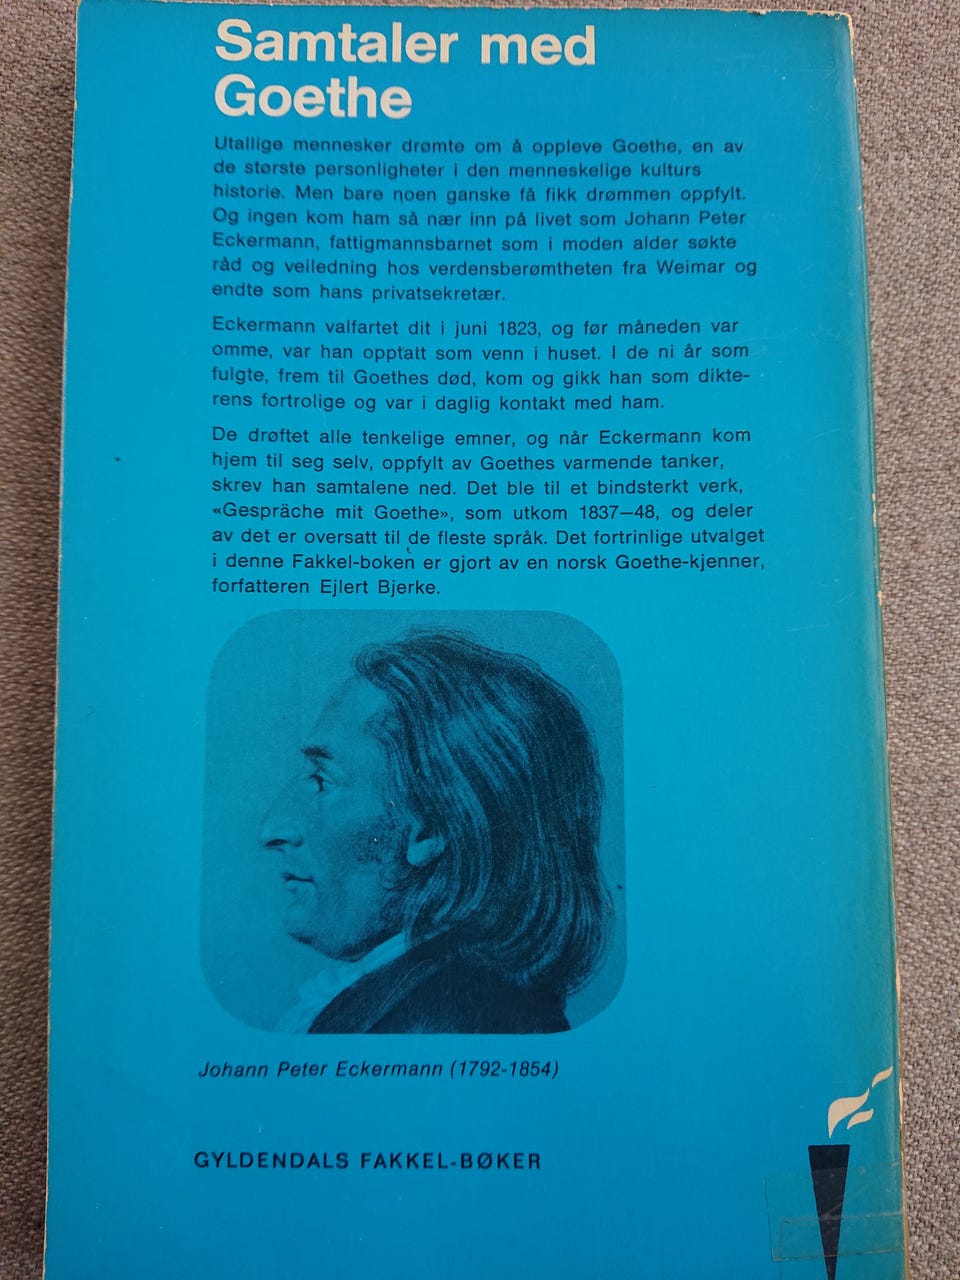 Samtaler med
Goethe
Utallige mennesker drømte om å oppleve Goethe, en av
de største personligheter i den menneskelige kulturs
historie. Men bare noen ganske få fikk drømmen oppfylt.
Og ingen kom ham så nær inn på livet som Johann Peter
Eckermann, fattigmannsbarnet som i moden alder søkte
råd og veiledning hos verdensberømtheten fra Weimar og
endte som hans privatsekretær.
Eckermann valfartet dit i juni 1823, og før måneden var
omme, var han opptatt som venn i huset. I de ni år som
fulgte, frem til Goethes død, kom og gikk han som dikte-
rens fortrolige og var i daglig kontakt med ham.
De drøftet alle tenkelige emner, og når Eckermann kom
hjem til seg selv, oppfylt av Goethes varmende tanker,
skrev han samtalene ned. Det ble til et bindsterkt verk,
«Gespräche mit Goethe», som utkom 1837—48, og deler
av det er oversatt til de fleste språk. Det fortrinlige utvalget
i denne Fakkel-boken er gjort av en norsk Goethe-kjenner,
forfatteren Ejlert Bjerke.
Johann Peter Eckermann (1792-1854)
GYLDENDALS FAKKEL-BØKER